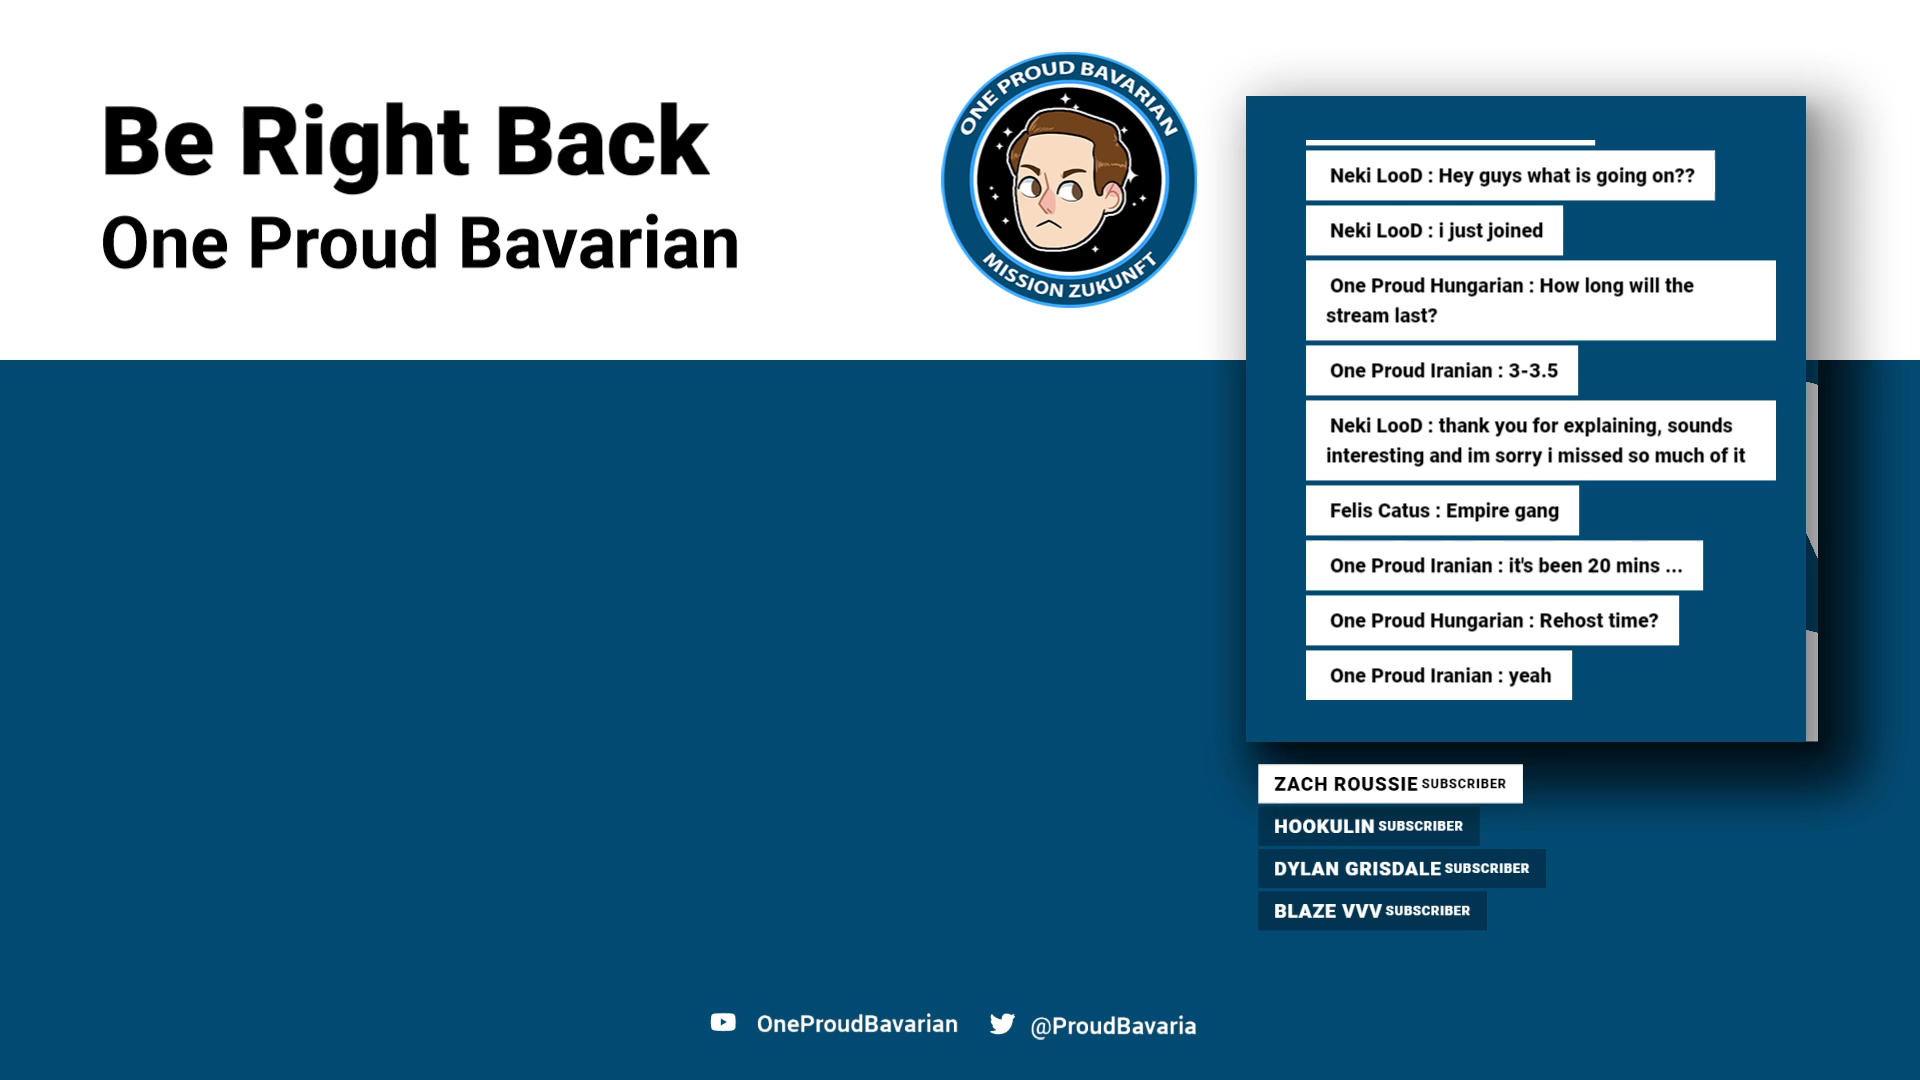 Be Right Back
One Proud Bavarian
ONE PROUD BAVARIAN
MISSION ZUKUNFT
Neki LooD : Hey guys what is going on??
Neki LooD : i just joined
One Proud Hungarian : How long will the
stream last?
One Proud Iranian : 3-3.5
Neki LooD : thank you for explaining, sounds
interesting and im sorry i missed so much of it
Felis Catus : Empire gang
One Proud Iranian : it's been 20 mins ...
One Proud Hungarian : Rehost time?
One Proud Iranian : yeah
ZACH ROUSSIE SUBSCRIBER
HOOKULIN SUBSCRIBER
DYLAN GRISDALE SUBSCRIBER
BLAZE VVV SUBSCRIBER
OneProudBavarian @ProudBavaria